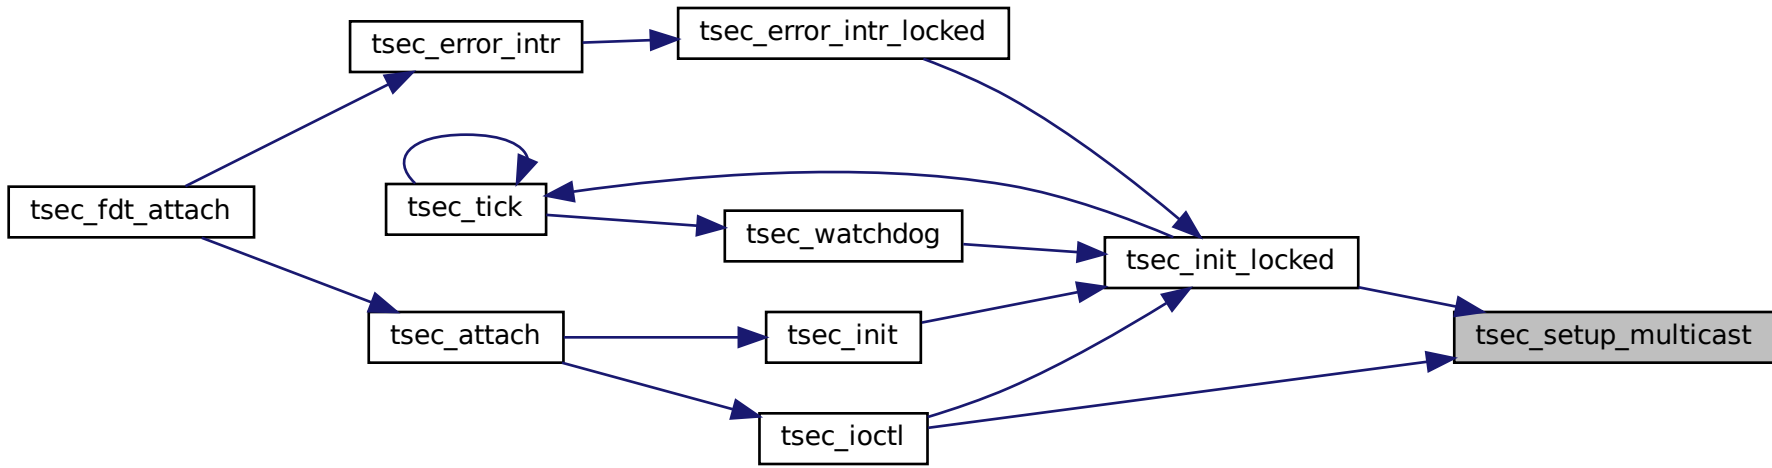 tsec_error_intr
tsec_error_intr_locked
tsec_fdt_attach
tsec_tick
tsec_watchdog
tsec_init_locked
tsec_attach
tsec_init
tsec_setup_multicast
tsec_ioctl